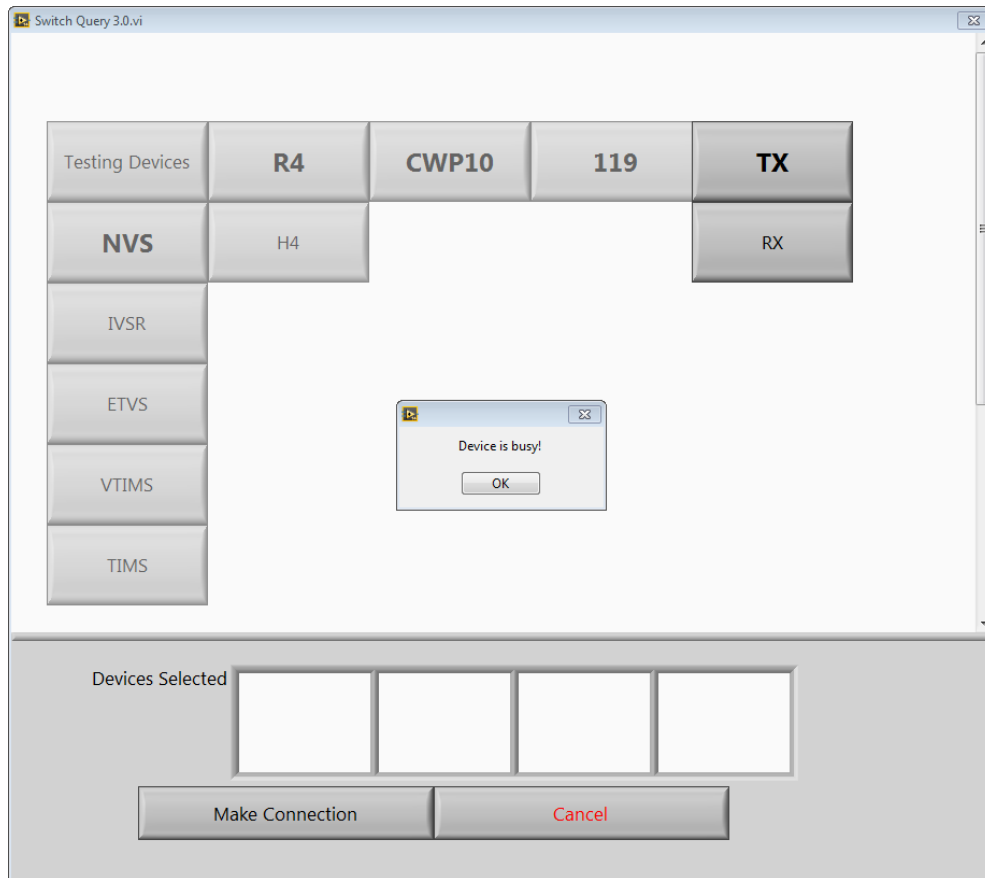 Switch Query 3.0.vi
Testing Devices R4 CWP10 119 TX
NVS H4 RX
IVSR
ETVS
Device is busy!
OK
VTIMS
TIMS
Devices Selected
Make Connection Cancel